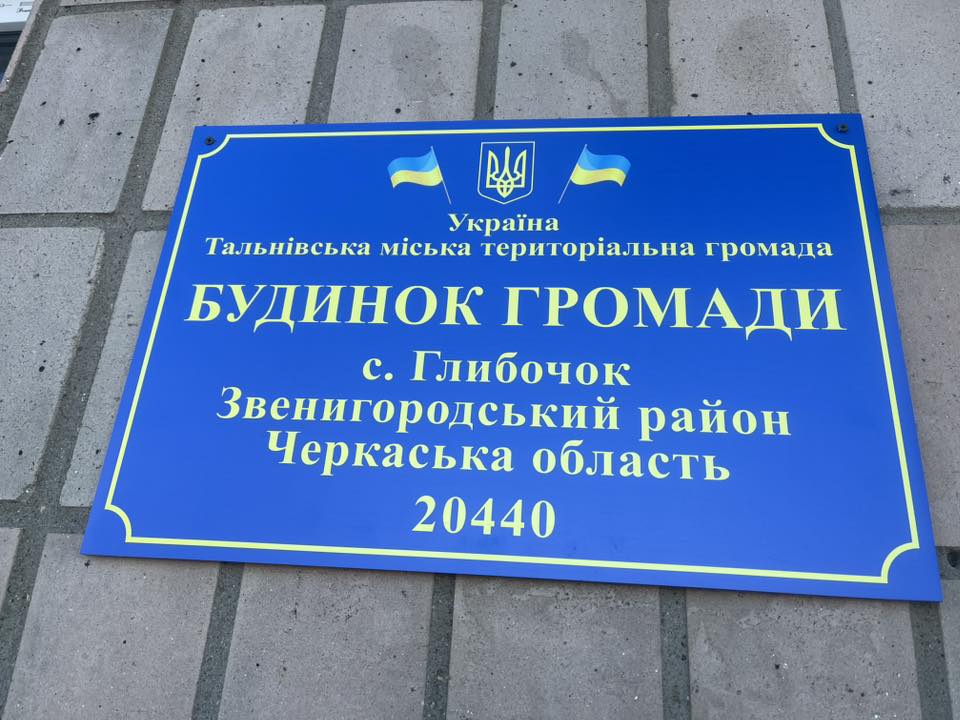 Україна
Тальнівська міська територіальна громада
БУДИНОК ГРОМАДИ
с. Глибочок
Звенигородський район
Черкаська область
20440